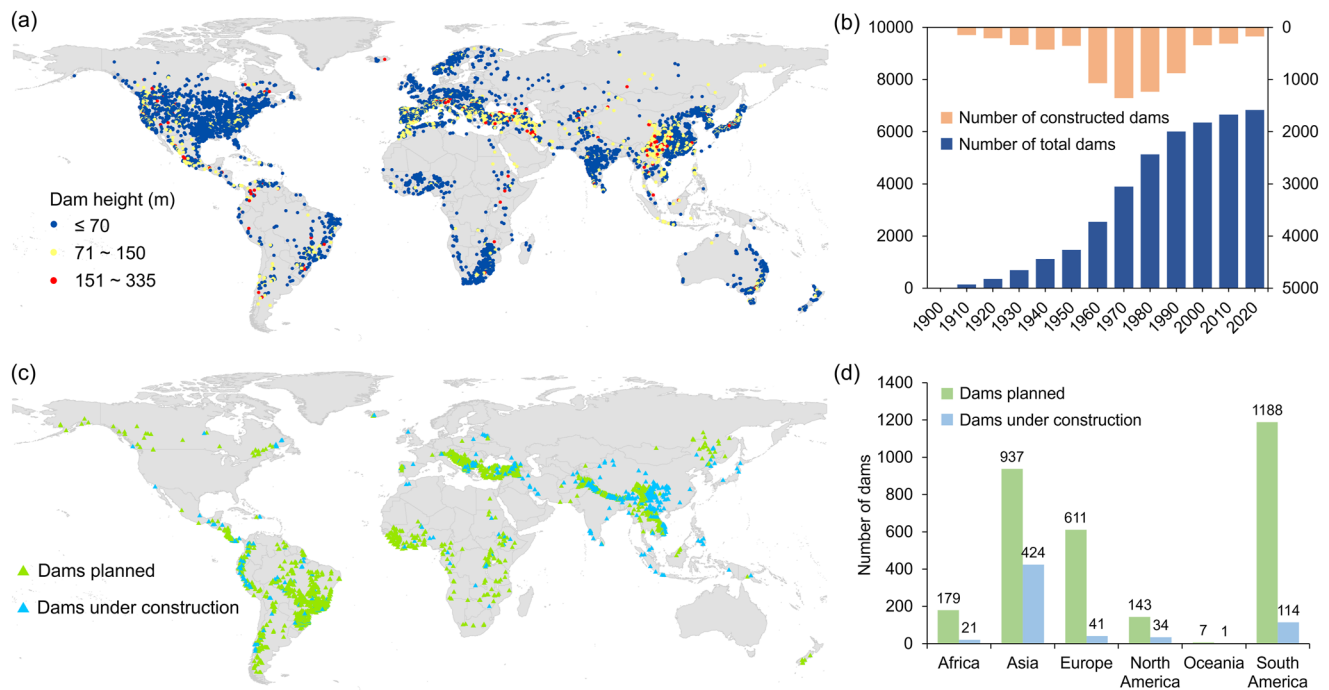 (a)
Dam height (m)
≤ 70
71 ~ 150
151 ~ 335
(b)
10000
8000
6000
4000
2000
0
0
1000
2000
3000
4000
5000
Number of constructed dams
Number of total dams
1900
1910
1920
1930
1940
1950
1960
1970
1980
1990
2000
2010
2020
(c)
Dams planned
Dams under construction
(d)
Number of dams
1400
1200
1000
800
600
400
200
0
Dams planned
Dams under construction
179
21
937
424
611
41
143
34
7
1
1188
114
Africa
Asia
Europe
North
America
Oceania
South
America